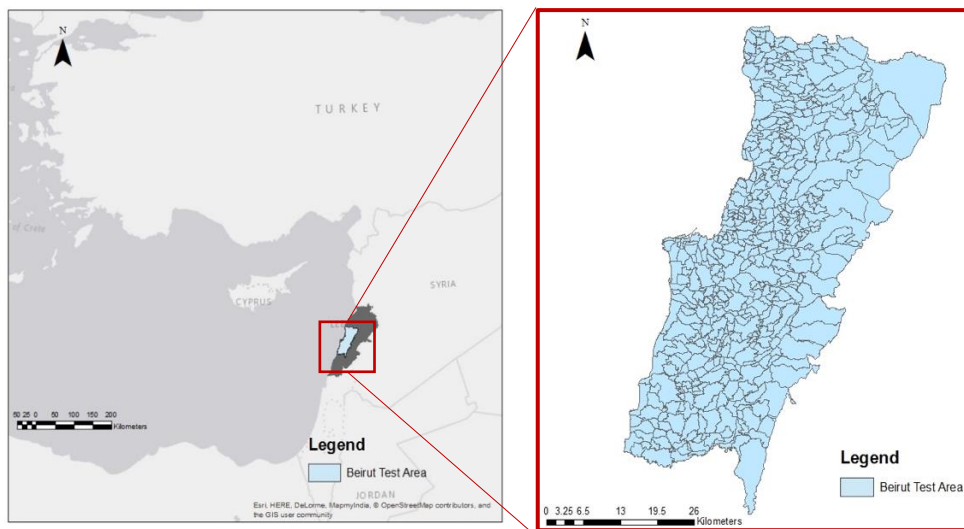 N
TURKEY
of Crete
SYRIA
CYPRUS
50 25 0 50 100 150 200
Kilometers
Legend
Beirut Test Area
JORDAN
Esri, HERE, DeLorme, MapmyIndia, © OpenStreetMap contributors, and
the GIS user community
N
Legend
Beirut Test Area
0 3.25 6.5 13 19.5 26
Kilometers